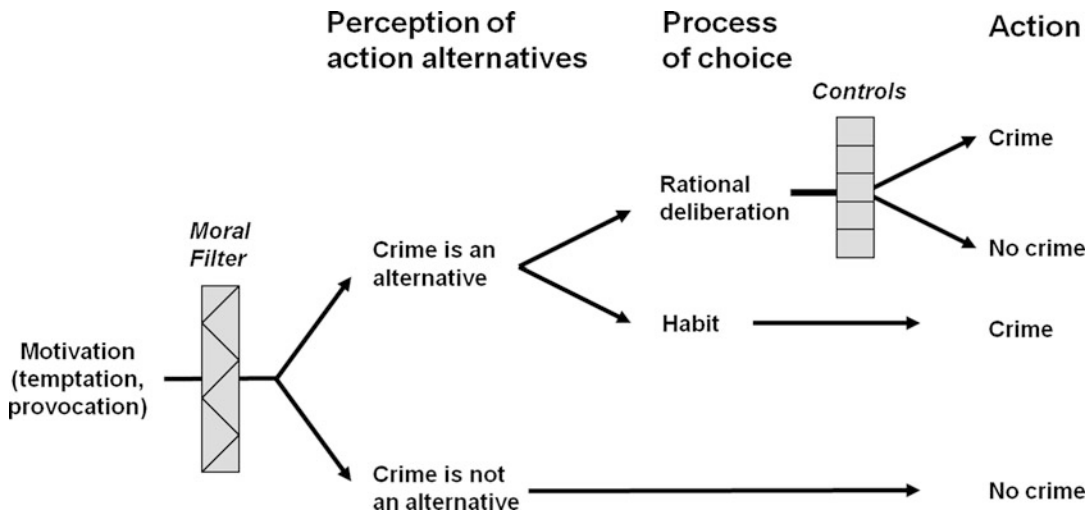 Perception of
action alternatives
Process
of choice
Action
Controls
Crime
Rational
deliberation
Moral
Filter
No crime
Crime is an
alternative
Habit
Crime
Motivation
(temptation,
provocation)
Crime is not
an alternative
No crime